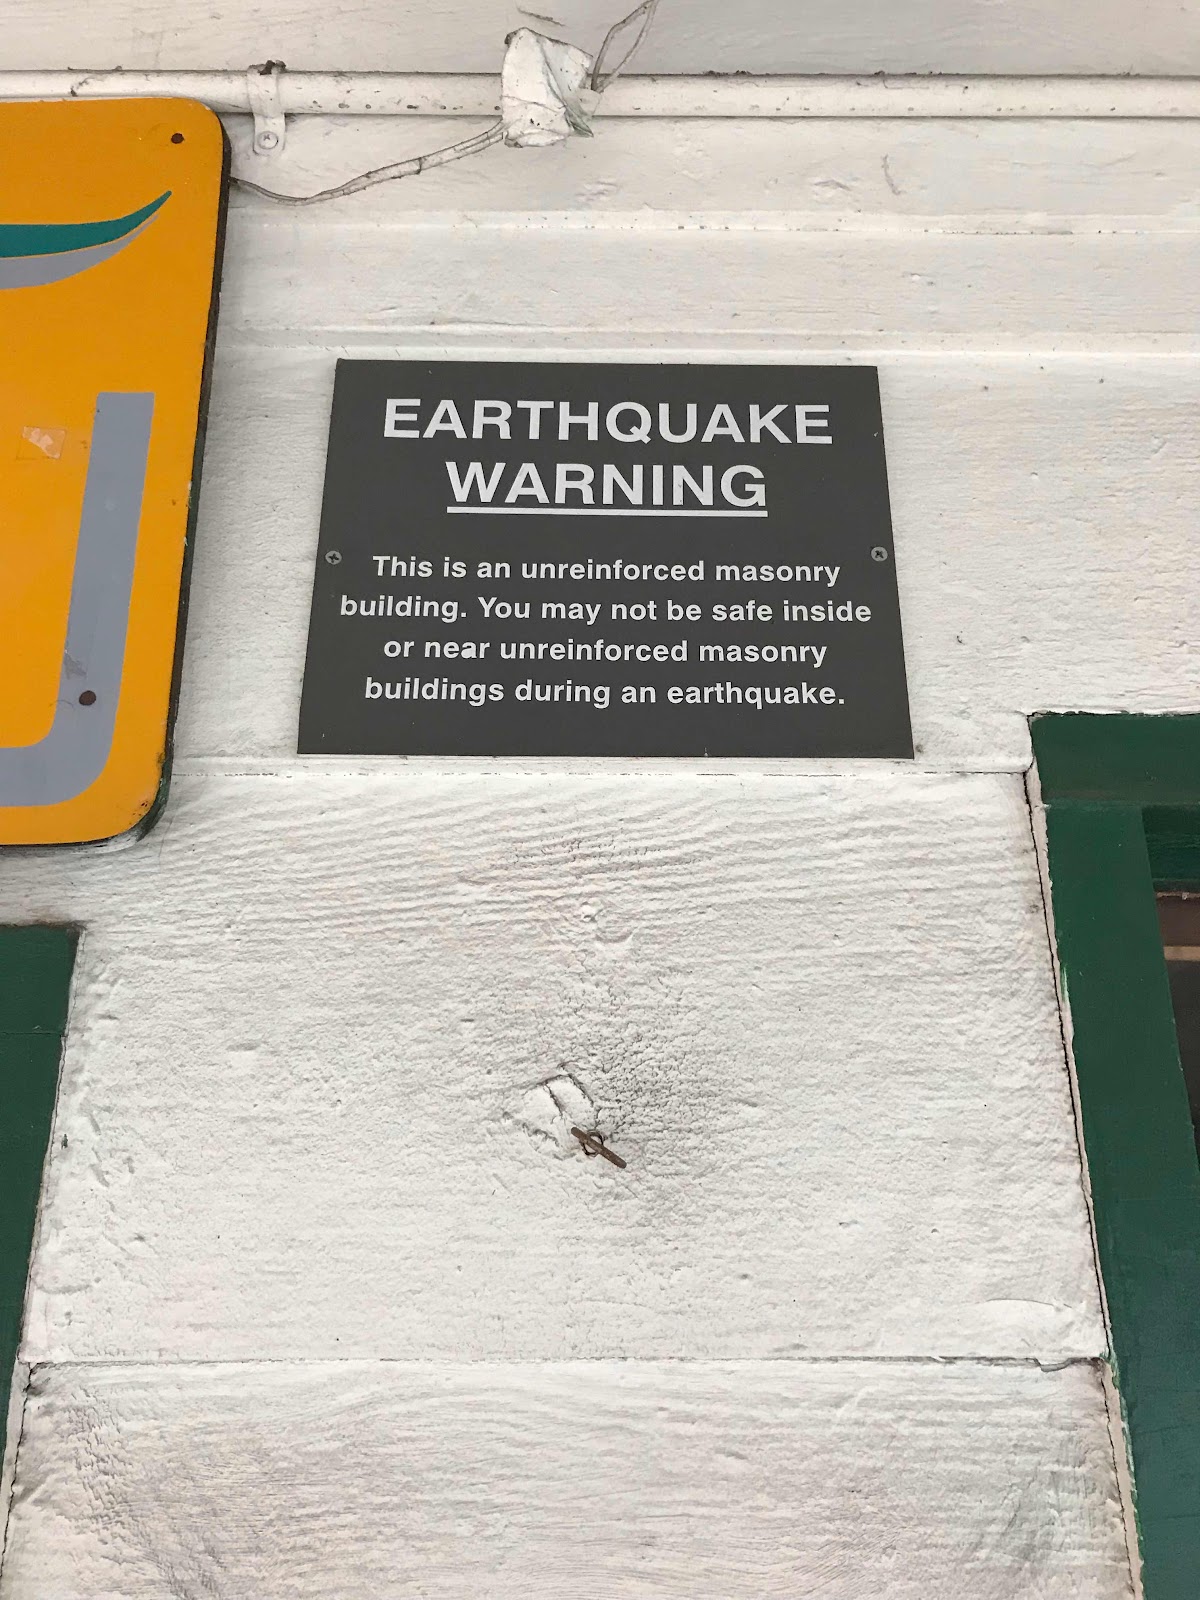 EARTHQUAKE
WARNING
This is an unreinforced masonry
building. You may not be safe inside
or near unreinforced masonry
buildings during an earthquake.